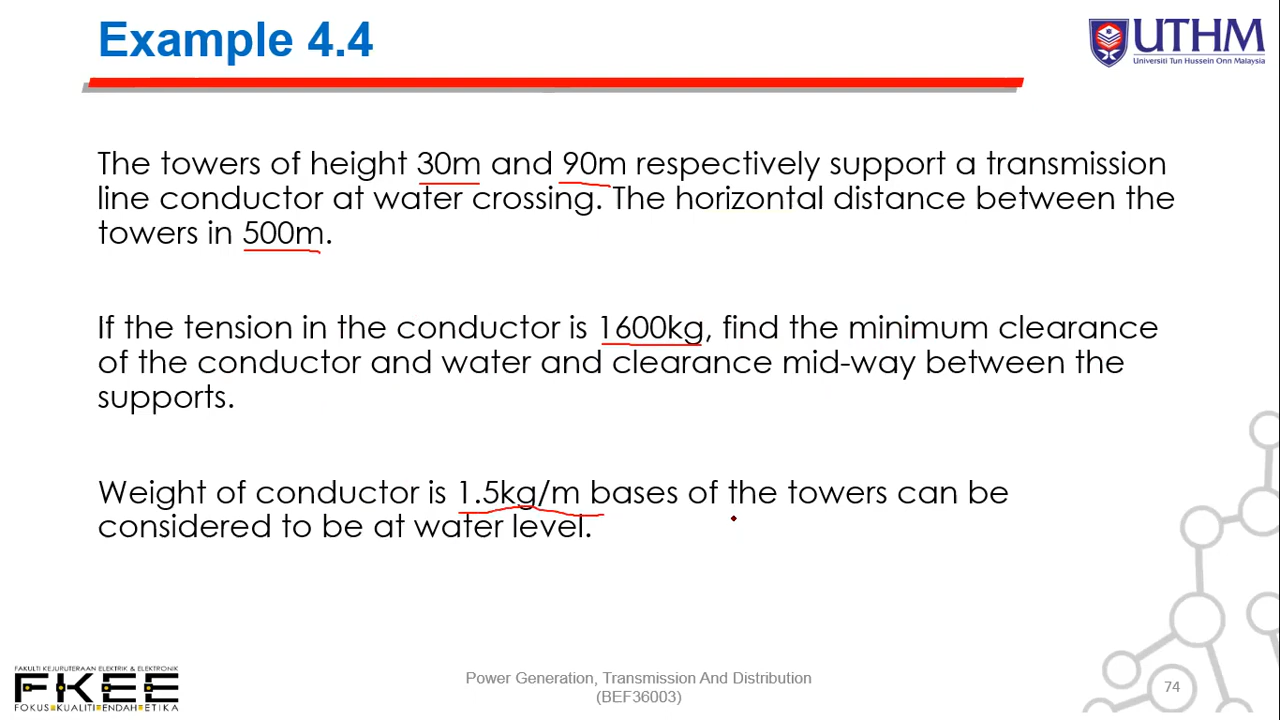 Example 4.4
UTHM
Universiti Tun Hussein Onn Malaysia
The towers of height 30m and 90m respectively support a transmission
line conductor at water crossing. The horizontal distance between the
towers in 500m.
If the tension in the conductor is 1600kg, find the minimum clearance
of the conductor and water and clearance mid-way between the
supports.
Weight of conductor is 1.5kg/m bases of the towers can be
considered to be at water level.
FAKULTI KEJURUTERAAN ELEKTRIK & ELEKTRONIK
FKEE
FOKUS KUALITI ENDAH ETIKA
Power Generation, Transmission And Distribution
(BEF36003)
74